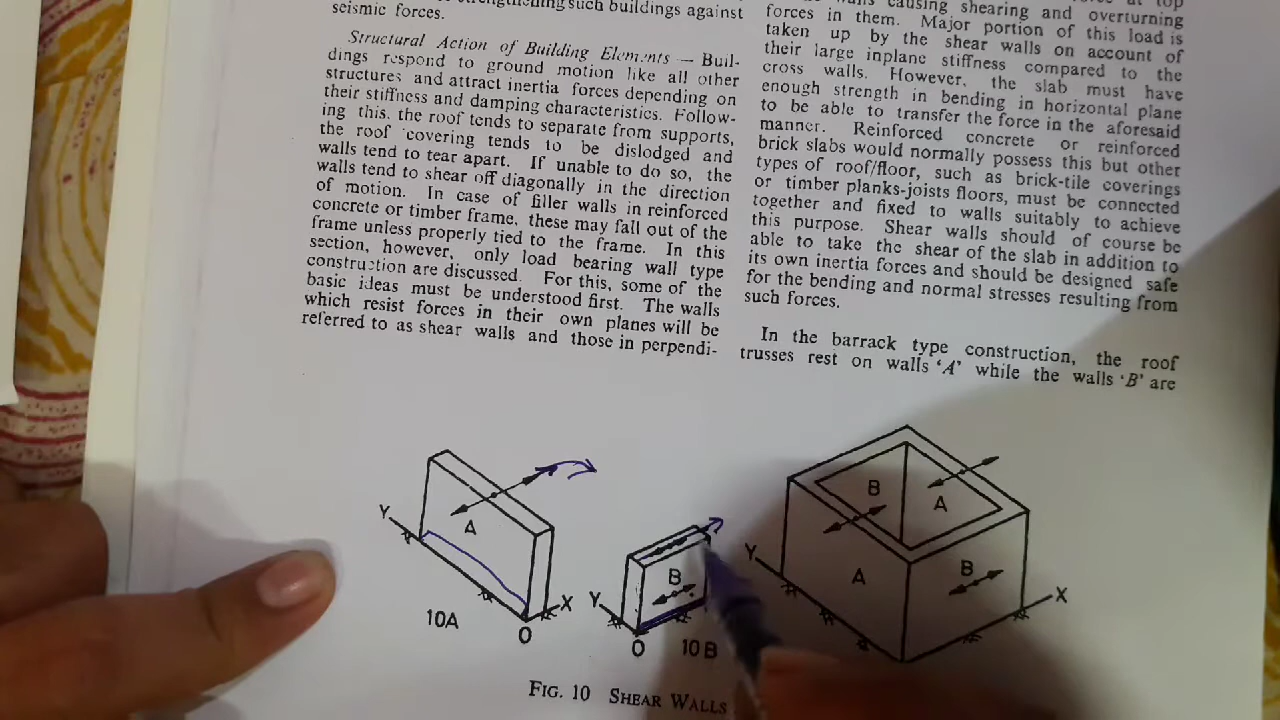 strengthening such buildings against
seismic forces.
Structural Action of Building Elements — Buil-
dings respond to ground motion like all other
structures and attract inertia forces depending on
their stiffness and damping characteristics. Follow-
ing this, the roof tends to separate from supports,
the roof covering tends to be dislodged and
walls tend to tear apart. If unable to do so, the
walls tend to shear off diagonally in the direction
of motion. In case of filler walls in reinforced
concrete or timber frame, these may fall out of the
frame unless properly tied to the frame. In this
section, however, only load bearing wall type
construction are discussed. For this, some of the
basic ideas must be understood first. The walls
which resist forces in their own planes will be
referred to as shear walls and those in perpendi-
at top
walls causing shearing and overturning
forces in them. Major portion of this load is
taken up by the shear walls on account of
their large inplane stiffness compared to the
cross walls. However, the slab must have
enough strength in bending in horizontal plane
to be able to transfer the force in the aforesaid
manner. Reinforced concrete or reinforced
brick slabs would normally possess this but other
types of roof/floor, such as brick-tile coverings
or timber planks-joists floors, must be connected
together and fixed to walls suitably to achieve
this purpose. Shear walls should of course be
able to take the shear of the slab in addition to
its own inertia forces and should be designed safe
for the bending and normal stresses resulting from
such forces.
In the barrack type construction, the roof
trusses rest on walls ‘A’ while the walls ‘B’ are
A
Y
X
O
10A
B
Y
O
10B
B
A
Y
A
B
X
FIG. 10 SHEAR WALLS